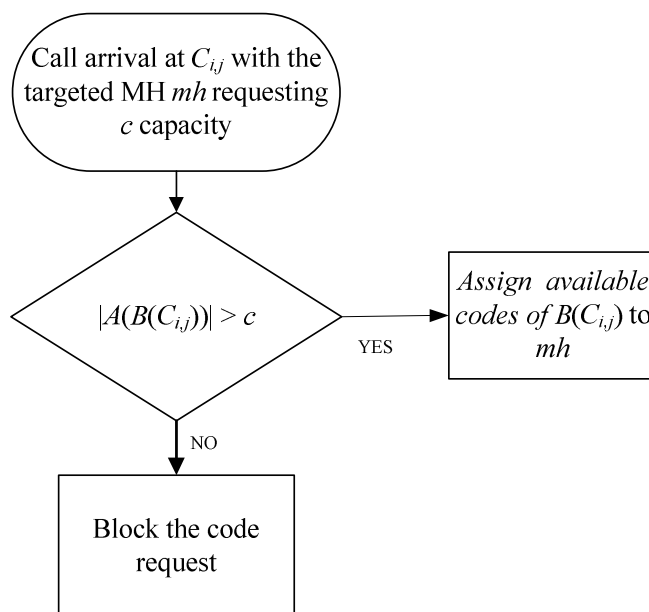 Call arrival at C_{i,j} with the
targeted MH mh requesting
c capacity
|A(B(C_{i,j}))| > c
YES
Assign available
codes of B(C_{i,j}) to
mh
NO
Block the code
request